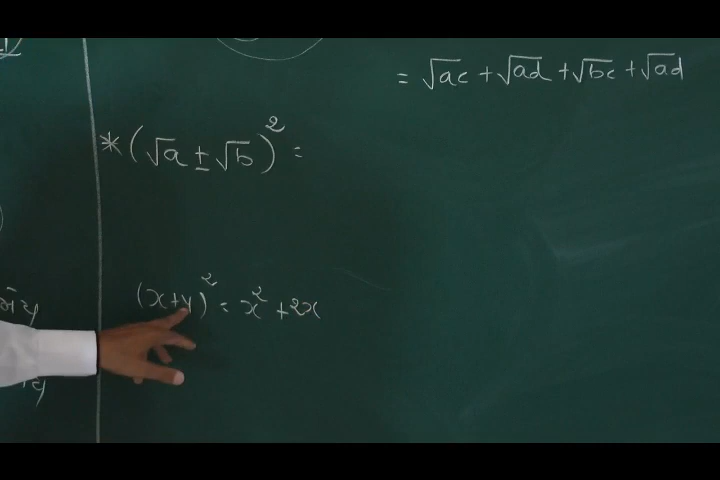 = √ac + √ad + √bc + √ad
* (√a ± √b)² =
(x+y)² = x² + 2x